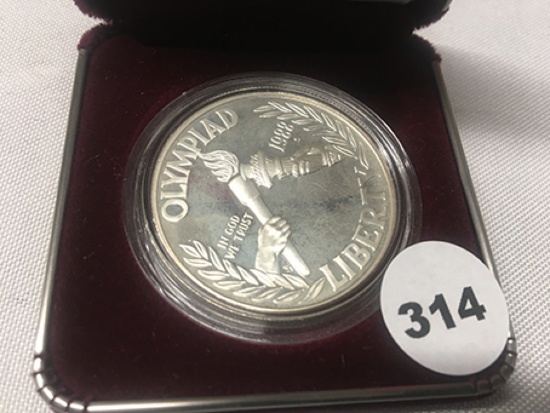 OLYMPIAD
1988
S
IN GOD
WE TRUST
LIBERTY
314